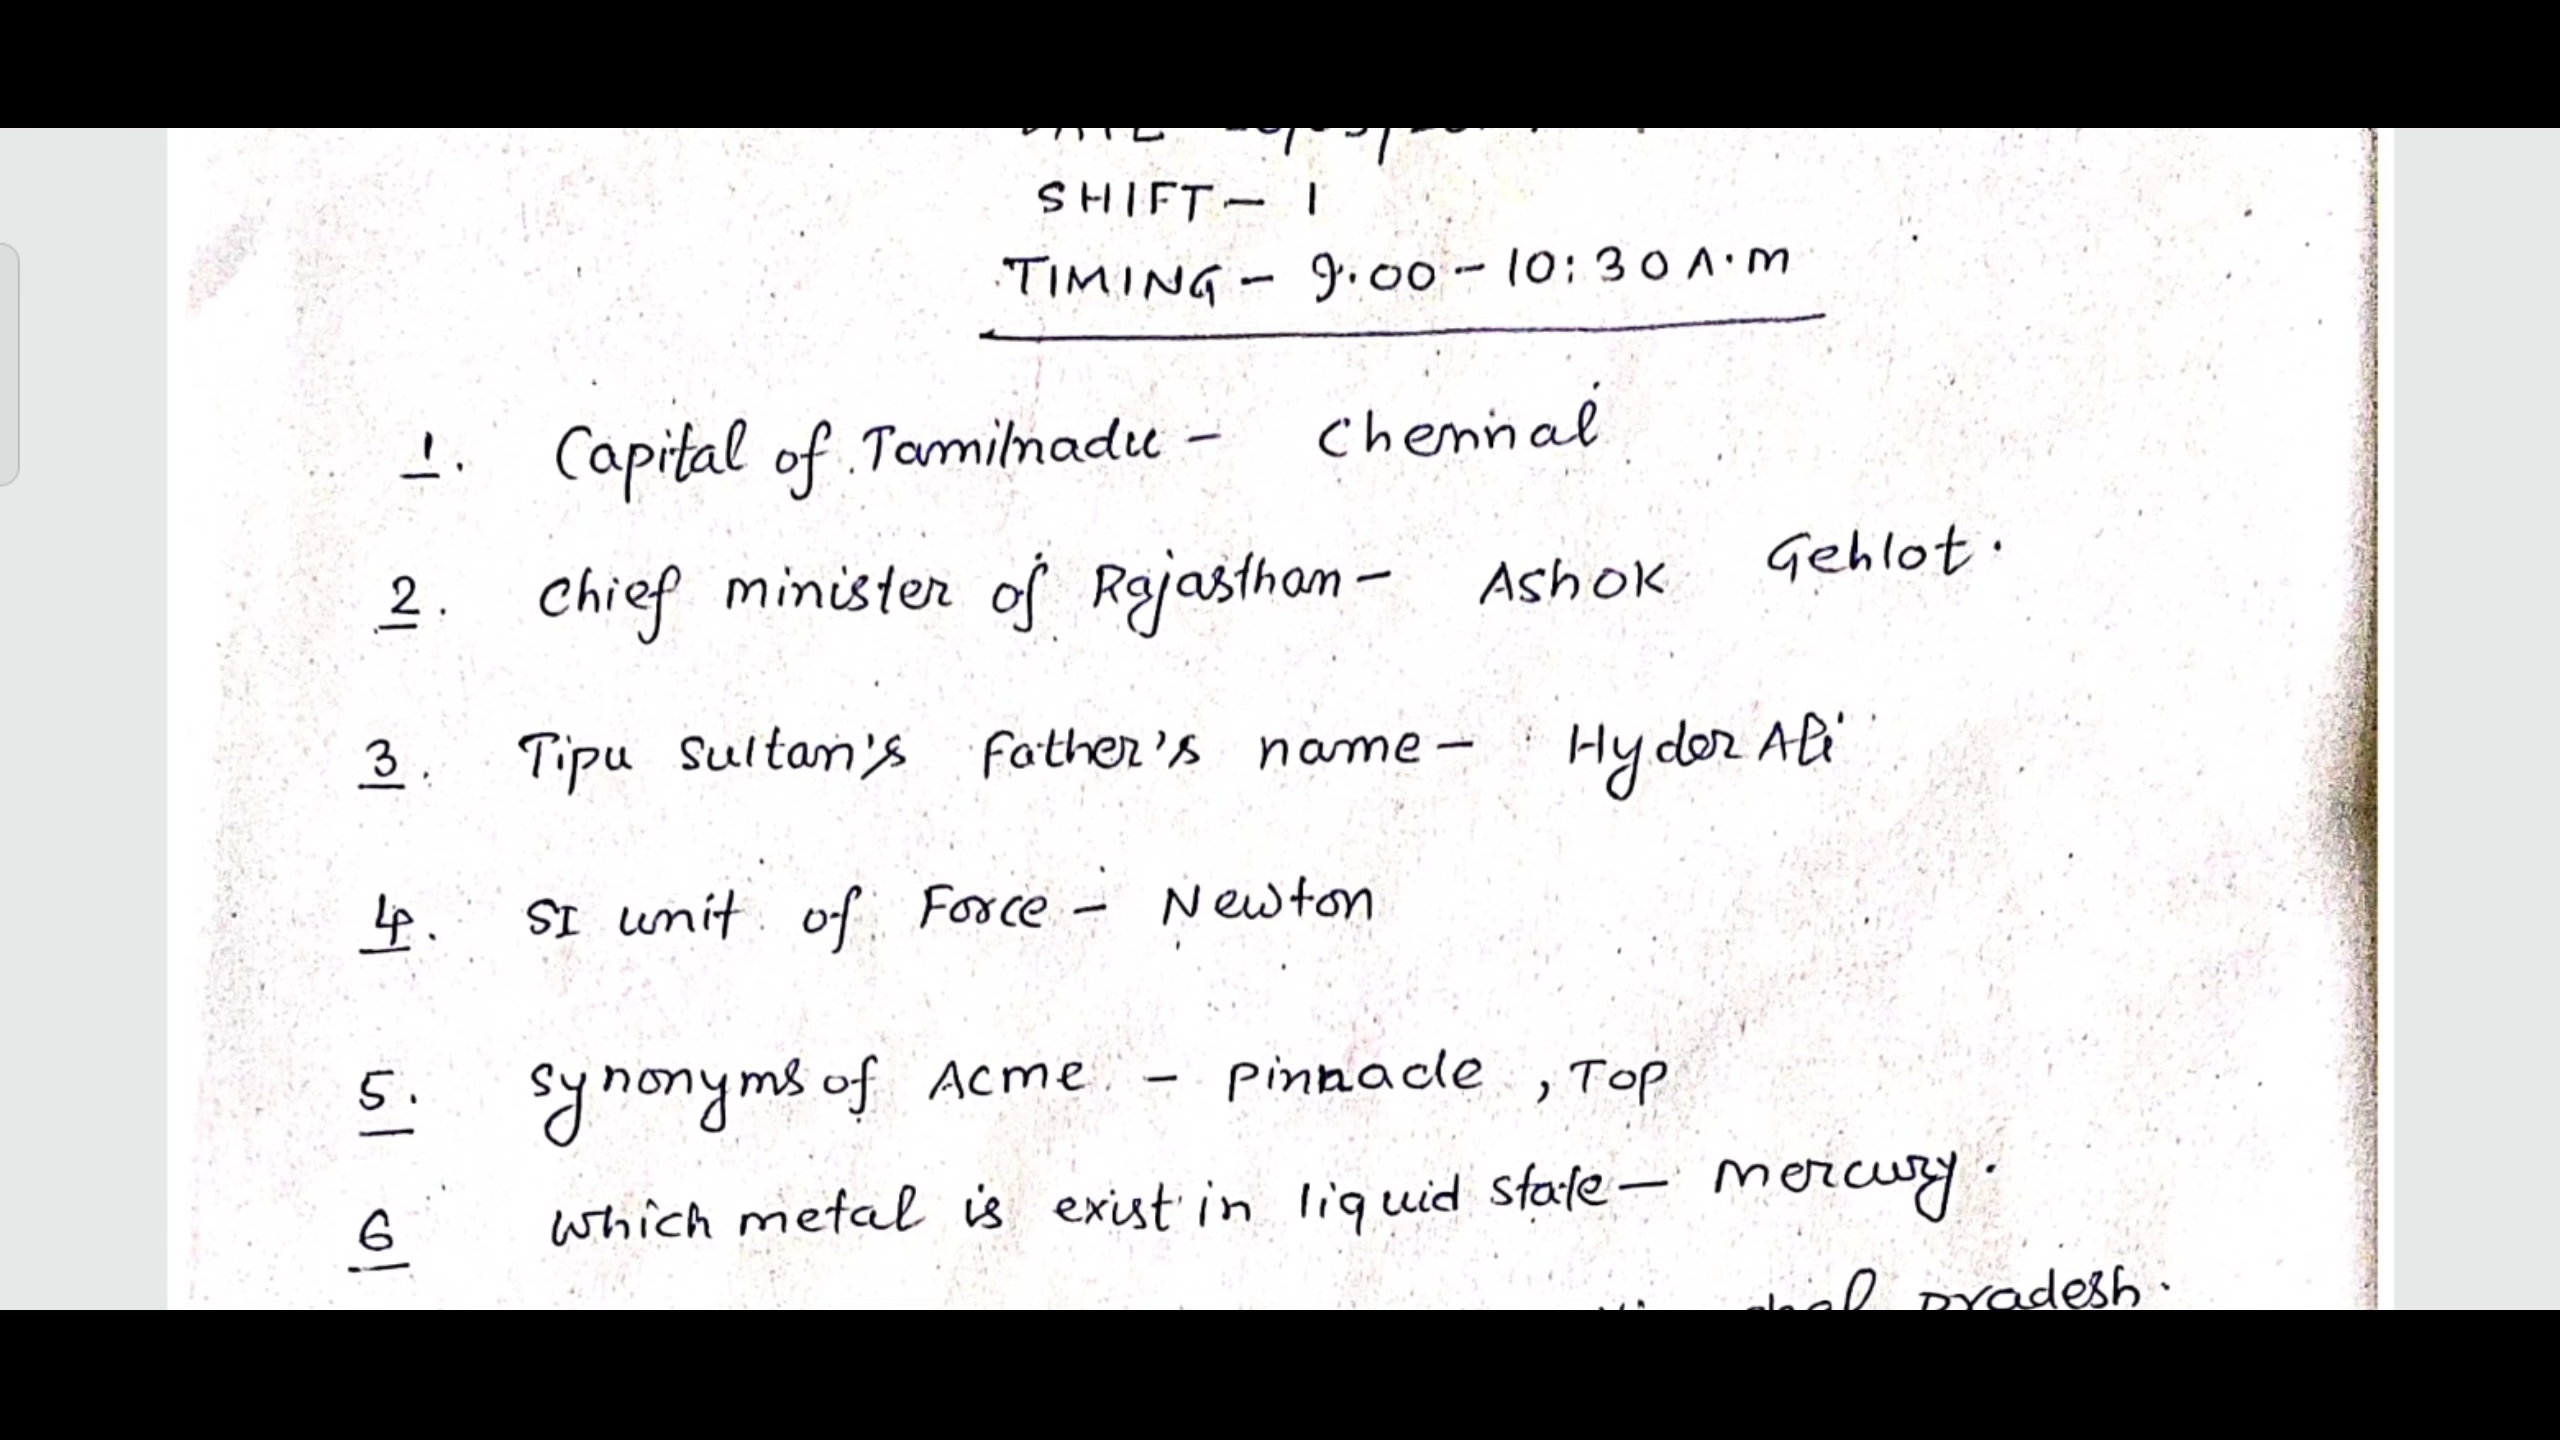 SHIFT - 1
TIMING - 9.00 - 10:30 A.M
1. Capital of Tamilnadu - Chennai
2. Chief minister of Rajasthan - Ashok Gehlot.
3. Tipu Sultan's Father's name - Hyder Ali
4. SI unit of Force - Newton
5. Synonyms of Acme - Pinnacle, Top
6 Which metal is exist in liquid state - Mercury.
pradesh.